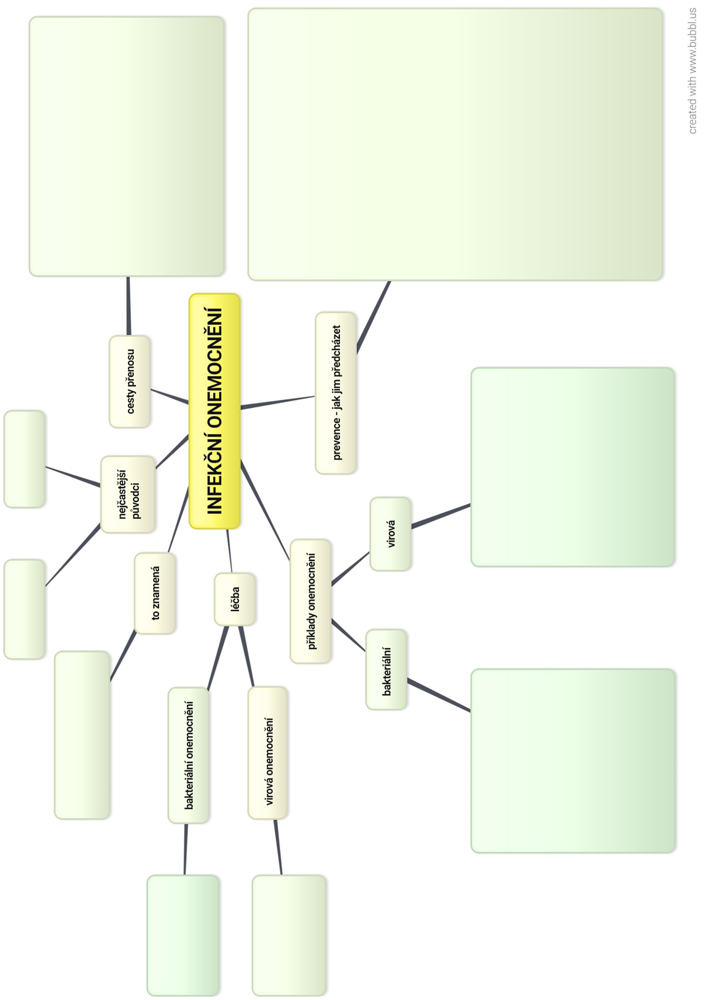 INFEKČNÍ ONEMOCNĚNÍ
cesty přenosu
nejčastější
původci
to znamená
léčba
bakteriální onemocnění
virová onemocnění
příklady onemocnění
bakteriální
virová
prevence - jak jim předcházet
created with www.bubbl.us